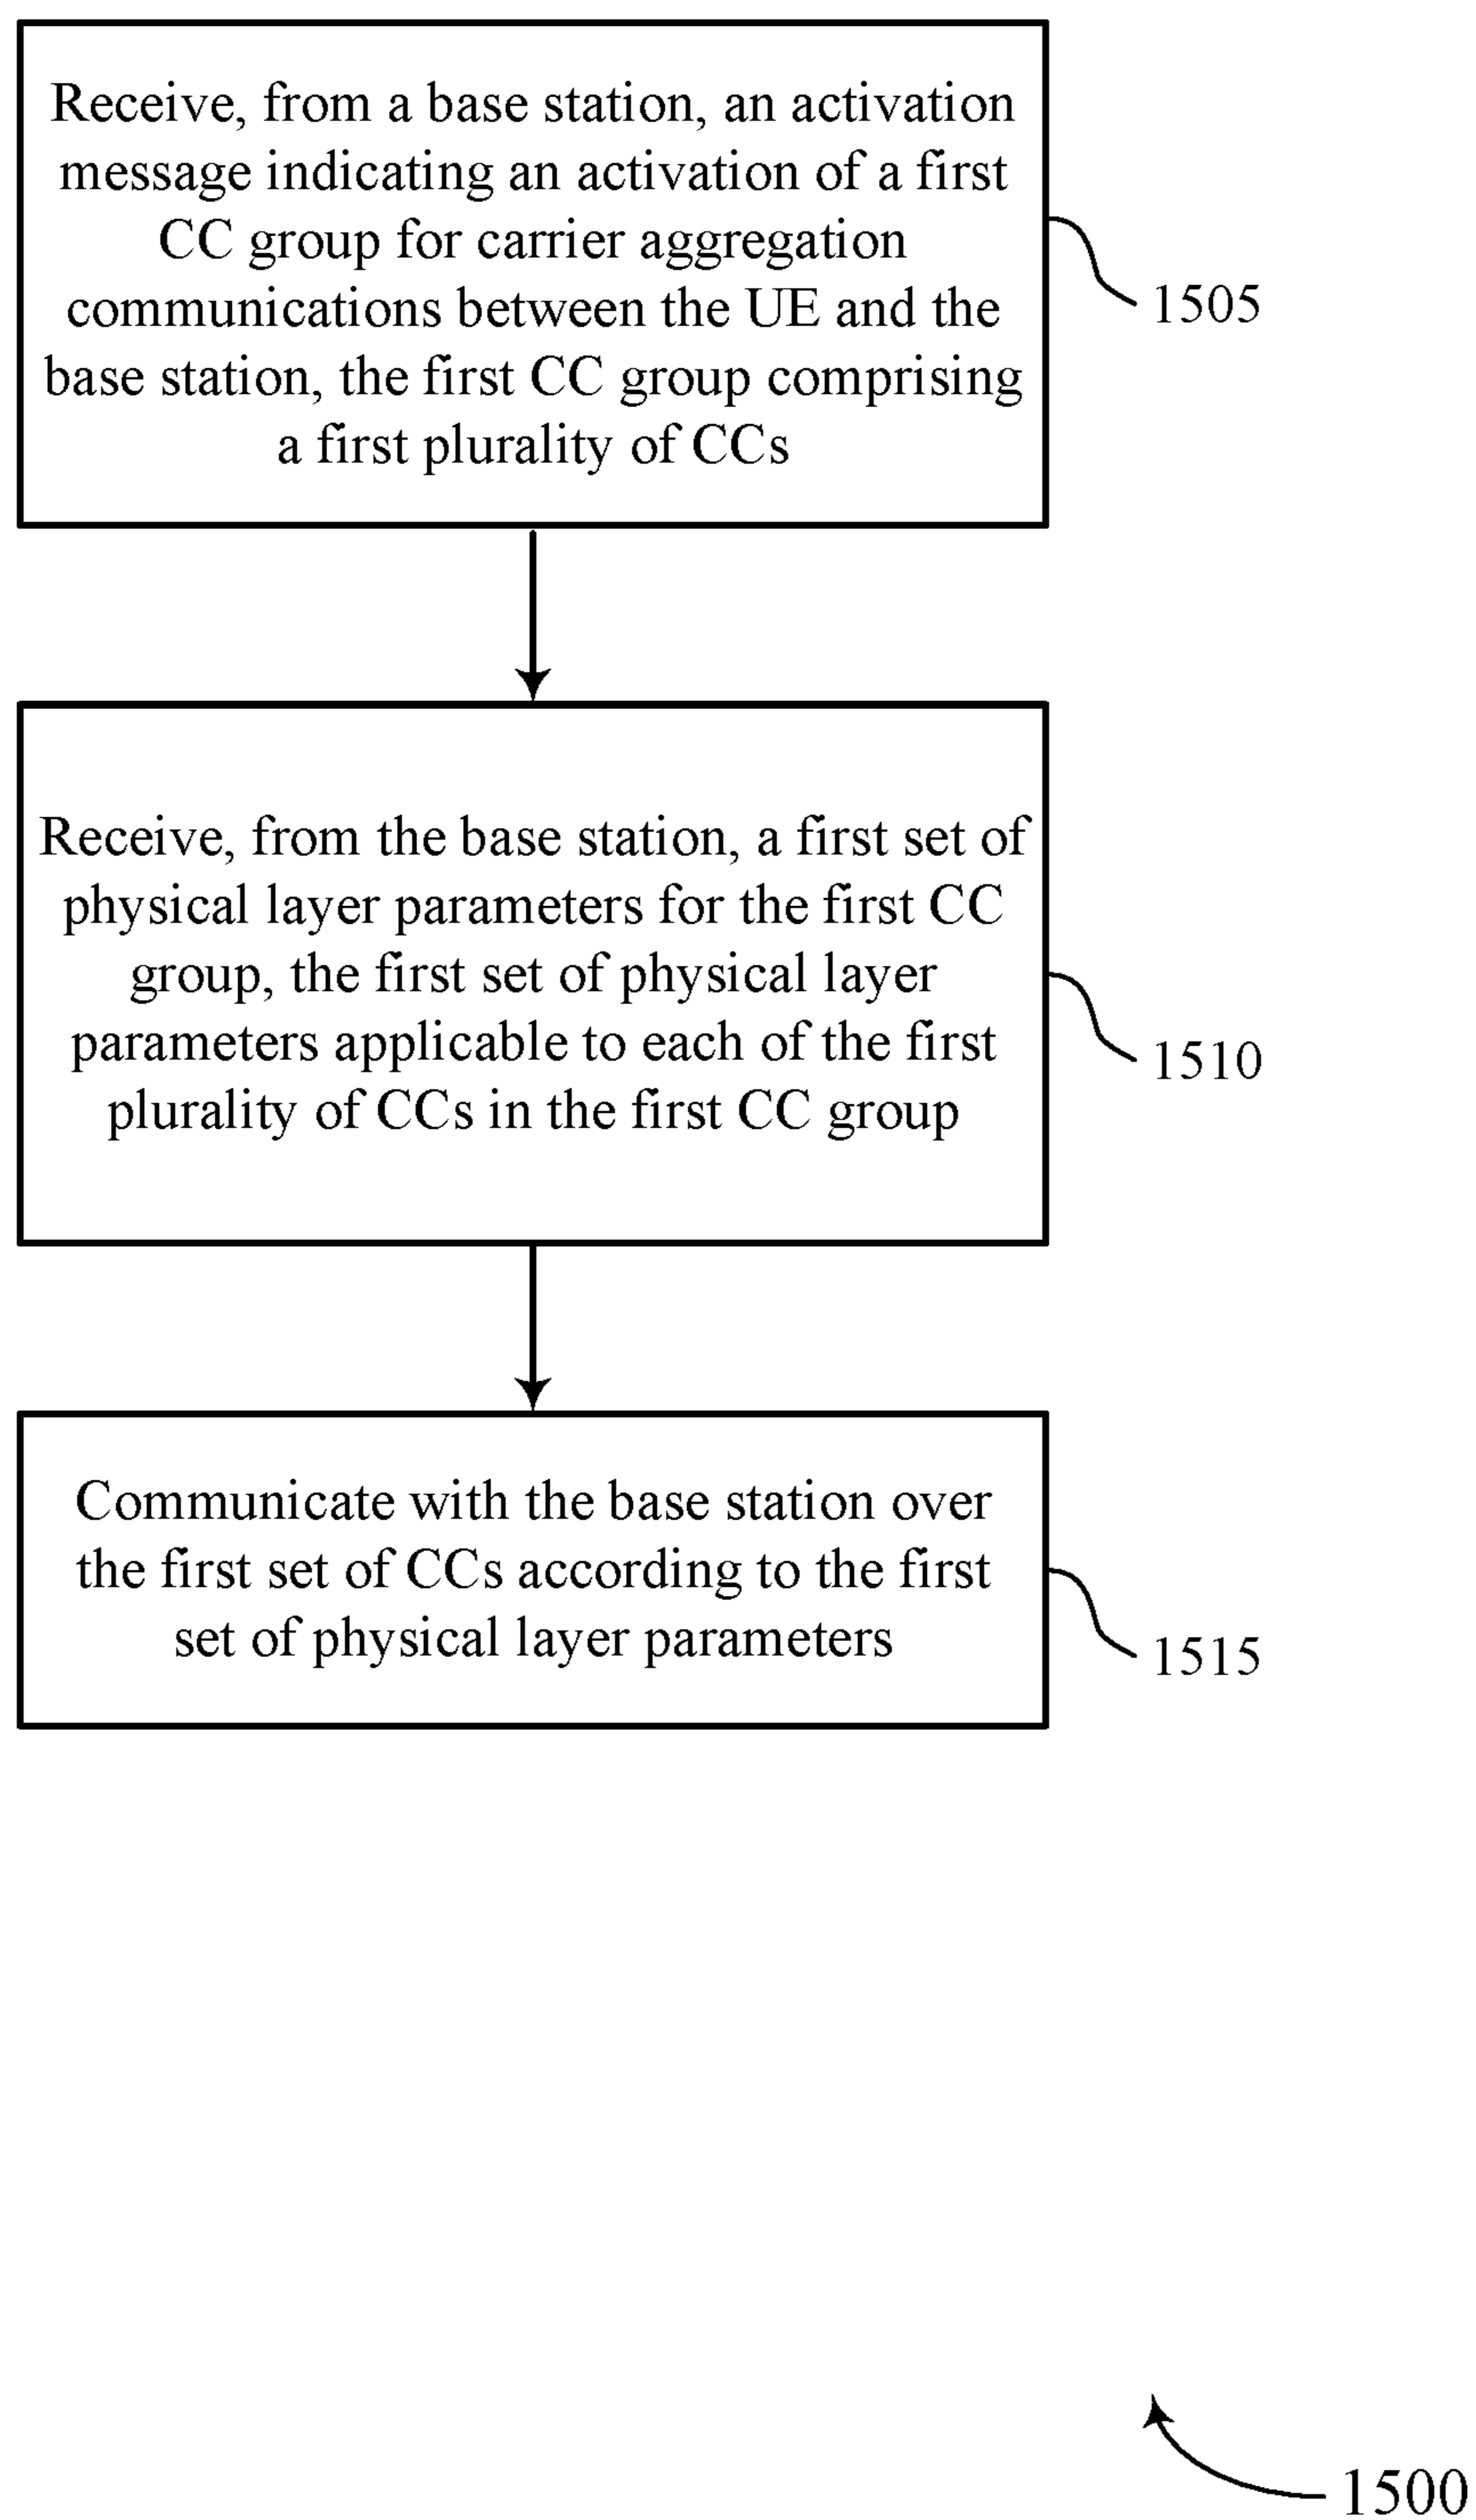 Receive, from a base station, an activation
message indicating an activation of a first
CC group for carrier aggregation
communications between the UE and the
base station, the first CC group comprising
a first plurality of CCs
1505
Receive, from the base station, a first set of
physical layer parameters for the first CC
group, the first set of physical layer
parameters applicable to each of the first
plurality of CCs in the first CC group
1510
Communicate with the base station over
the first set of CCs according to the first
set of physical layer parameters
1515
1500